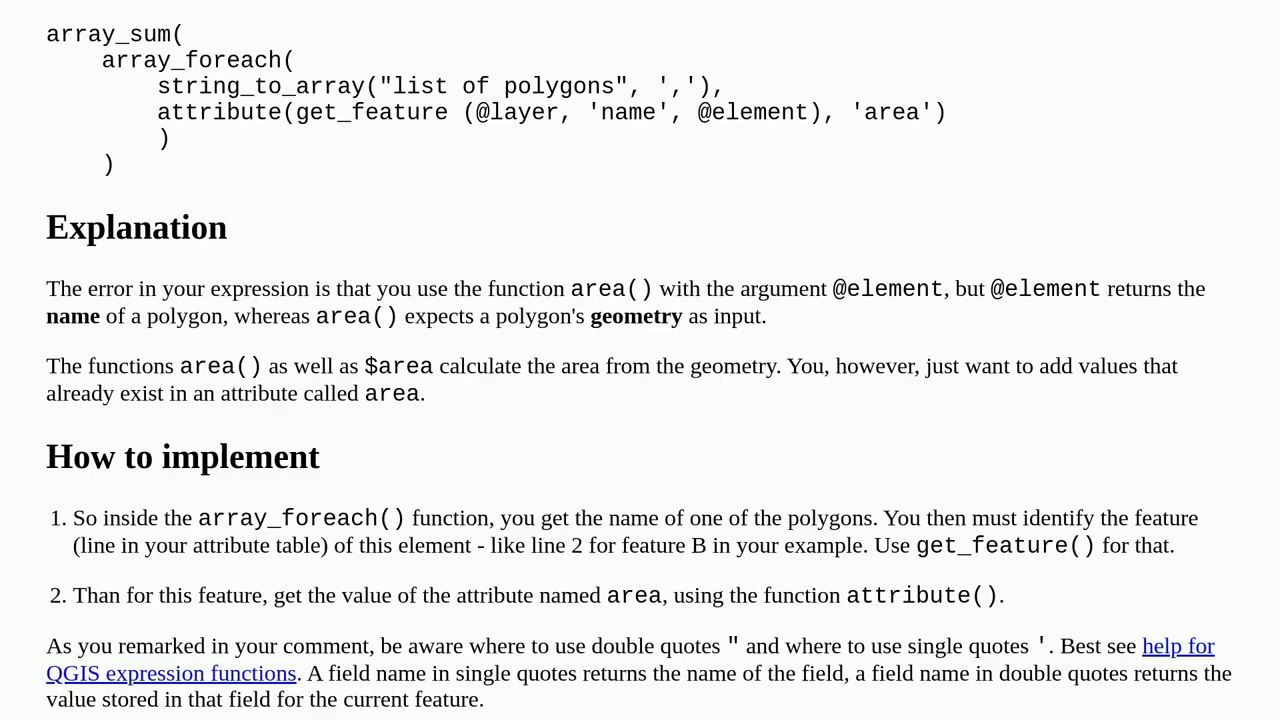 array_sum(
    array_foreach(
        string_to_array("list of polygons", ','),
        attribute(get_feature (@layer, 'name', @element), 'area')
        )
    )
Explanation
The error in your expression is that you use the function area() with the argument @element, but @element returns the
name of a polygon, whereas area() expects a polygon's geometry as input.
The functions area() as well as $area calculate the area from the geometry. You, however, just want to add values that
already exist in an attribute called area.
How to implement
1. So inside the array_foreach() function, you get the name of one of the polygons. You then must identify the feature
(line in your attribute table) of this element - like line 2 for feature B in your example. Use get_feature() for that.
2. Than for this feature, get the value of the attribute named area, using the function attribute().
As you remarked in your comment, be aware where to use double quotes " and where to use single quotes '. Best see help for
QGIS expression functions. A field name in single quotes returns the name of the field, a field name in double quotes returns the
value stored in that field for the current feature.